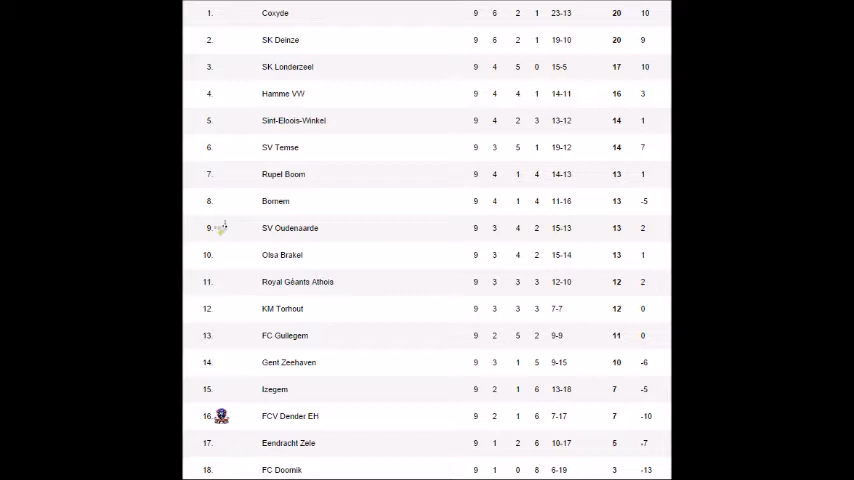 1. Coxyde 9 6 2 1 23-13 20 10
2. SK Deinze 9 6 2 1 19-10 20 9
3. SK Londerzeel 9 4 5 0 15-5 17 10
4. Hamme VW 9 4 4 1 14-11 16 3
5. Sint-Eloois-Winkel 9 4 2 3 13-12 14 1
6. SV Temse 9 3 5 1 19-12 14 7
7. Rupel Boom 9 4 1 4 14-13 13 1
8. Bornem 9 4 1 4 11-16 13 -5
9. SV Oudenaarde 9 3 4 2 15-13 13 2
10. Olsa Brakel 9 3 4 2 15-14 13 1
11. Royal Géants Athois 9 3 3 3 12-10 12 2
12. KM Torhout 9 3 3 3 7-7 12 0
13. FC Gullegem 9 2 5 2 9-9 11 0
14. Gent Zeehaven 9 3 1 5 9-15 10 -6
15. Izegem 9 2 1 6 13-18 7 -5
16. FCV Dender EH 9 2 1 6 7-17 7 -10
17. Eendracht Zele 9 1 2 6 10-17 5 -7
18. FC Doornik 9 1 0 8 6-19 3 -13